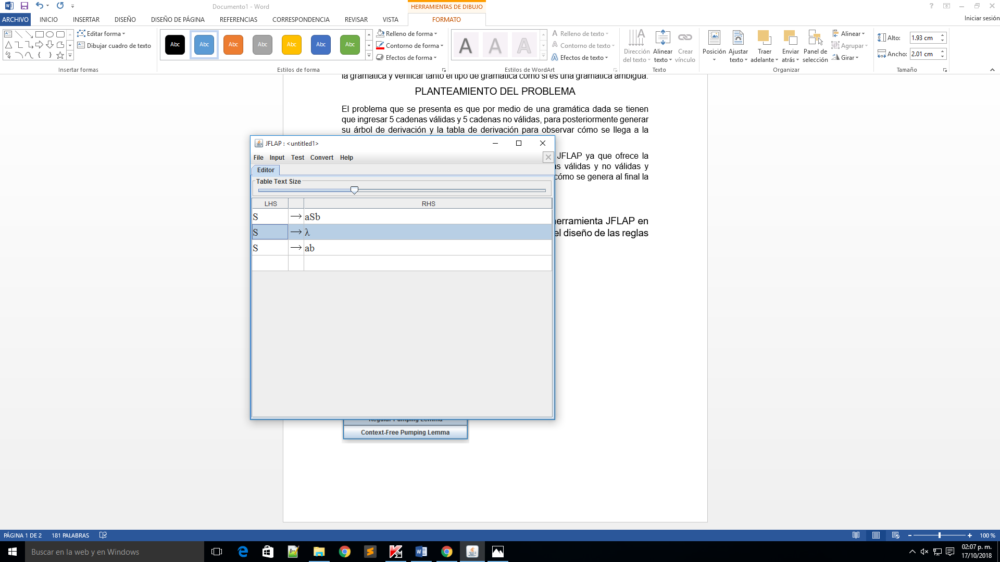 Documento1 - Word
HERRAMIENTAS DE DIBUJO
ARCHIVO INICIO INSERTAR DISEÑO DISEÑO DE PÁGINA REFERENCIAS CORRESPONDENCIA REVISAR VISTA FORMATO
Iniciar sesión
Editar forma
Dibujar cuadro de texto
Insertar formas
Abc Abc Abc Abc Abc Abc Abc
Estilos de forma
Relleno de forma
Contorno de forma
Efectos de forma
A A A
Estilos de WordArt
Relleno de texto
Contorno de texto
Efectos de texto
Dirección del texto
Alinear texto
Crear vínculo
Texto
Posición
Ajustar texto
Traer adelante
Enviar atrás
Panel de selección
Alinear
Agrupar
Girar
Organizar
Alto: 1.93 cm
Ancho: 2.01 cm
Tamaño
la gramática y verificar tanto el tipo de gramática como si es una gramática ambigua.
PLANTEAMIENTO DEL PROBLEMA
El problema que se presenta es que por medio de una gramática dada se tienen
que ingresar 5 cadenas válidas y 5 cadenas no válidas, para posteriormente generar
su árbol de derivación y la tabla de derivación para observar cómo se llega a la
JFLAP ya que ofrece la
válidas y no válidas y
cómo se genera al final la
herramienta JFLAP en
el diseño de las reglas
JFLAP : <untitled1>
File Input Test Convert Help
Editor
Table Text Size
LHS RHS
S → aSb
S → λ
S → ab
Regular Pumping Lemma
Context-Free Pumping Lemma
PÁGINA 1 DE 2 181 PALABRAS
100 %
Buscar en la web y en Windows
02:07 p. m.
17/10/2018